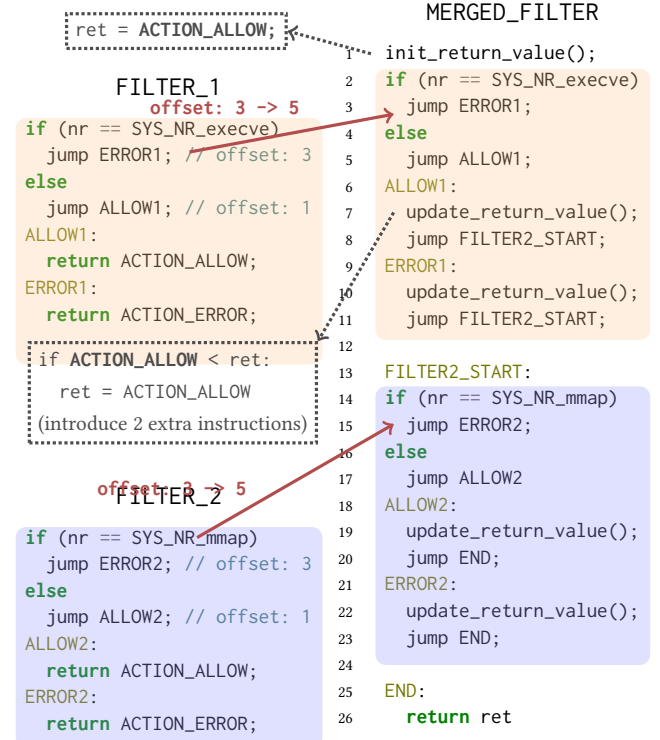 ret = ACTION_ALLOW;
FILTER_1
offset: 3 -> 5
if (nr == SYS_NR_execve)
jump ERROR1; // offset: 3
else
jump ALLOW1; // offset: 1
ALLOW1:
return ACTION_ALLOW;
ERROR1:
return ACTION_ERROR;
if ACTION_ALLOW < ret:
ret = ACTION_ALLOW
(introduce 2 extra instructions)
offset: 3 -> 5
FILTER_2
if (nr == SYS_NR_mmap)
jump ERROR2; // offset: 3
else
jump ALLOW2; // offset: 1
ALLOW2:
return ACTION_ALLOW;
ERROR2:
return ACTION_ERROR;
MERGED_FILTER
1 init_return_value();
2 if (nr == SYS_NR_execve)
3 jump ERROR1;
4 else
5 jump ALLOW1;
6 ALLOW1:
7 update_return_value();
8 jump FILTER2_START;
9 ERROR1:
10 update_return_value();
11 jump FILTER2_START;
12
13 FILTER2_START:
14 if (nr == SYS_NR_mmap)
15 jump ERROR2;
16 else
17 jump ALLOW2
18 ALLOW2:
19 update_return_value();
20 jump END;
21 ERROR2:
22 update_return_value();
23 jump END;
24
25 END:
26 return ret